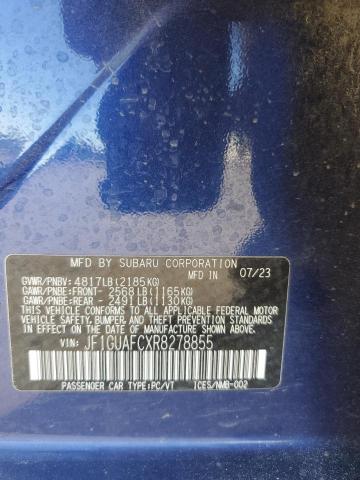 MFD BY SUBARU CORPORATION
MFD IN 07/23
GVWR/PNBV: 4817LB(2185KG)
GAWR/PNBE:FRONT- 2568LB(1165KG)
GAWR/PNBE:REAR - 2491LB(1130KG)
THIS VEHICLE CONFORMS TO ALL APPLICABLE FEDERAL MOTOR
VEHICLE SAFETY, BUMPER, AND THEFT PREVENTION STANDARDS
IN EFFECT ON THE DATE OF MANUFACTURE SHOWN ABOVE.
VIN: JF1GUAFCXR8278855
PASSENGER CAR TYPE:PC/VT ICES/NMB-002